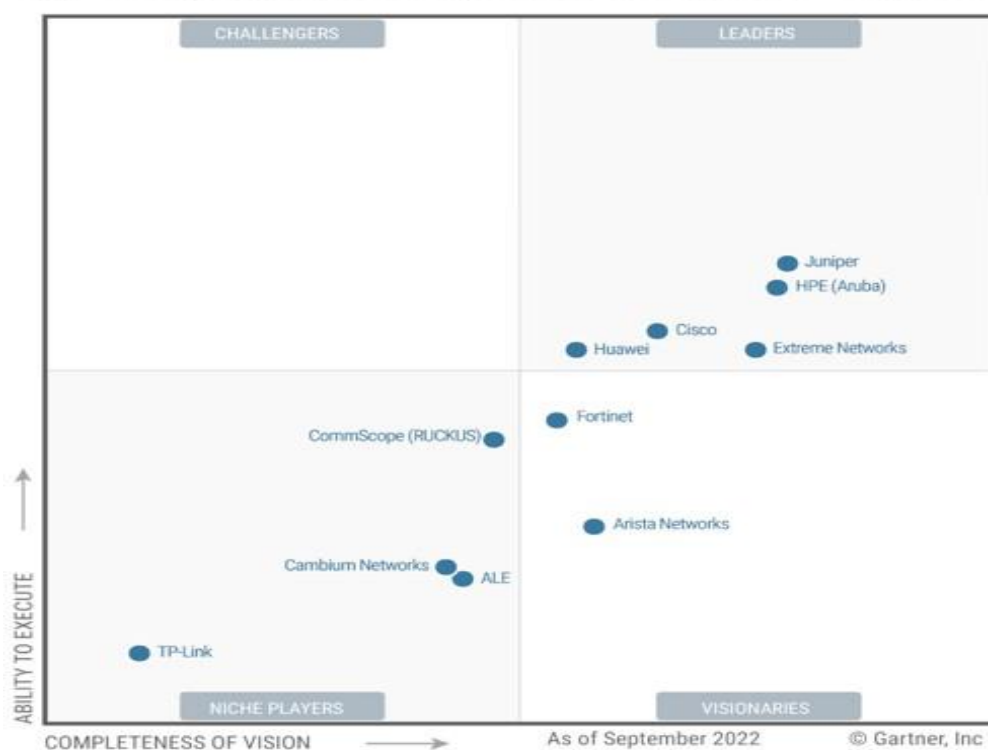 CHALLENGERS
LEADERS
Juniper
HPE (Aruba)
Cisco
Huawei
Extreme Networks
Fortinet
CommScope (RUCKUS)
Arista Networks
Cambium Networks
ALE
TP-Link
NICHE PLAYERS
VISIONARIES
ABILITY TO EXECUTE
COMPLETENESS OF VISION
As of September 2022
© Gartner, Inc